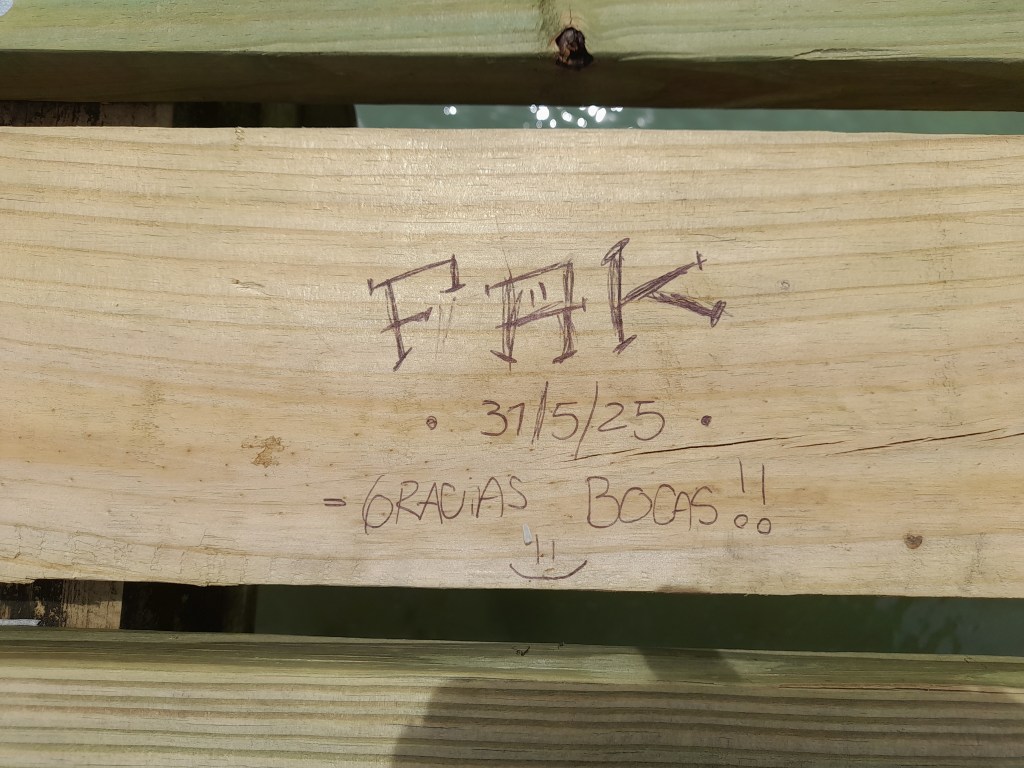 FAK
• 31/5/25 •
= GRACIAS BOCAS!!